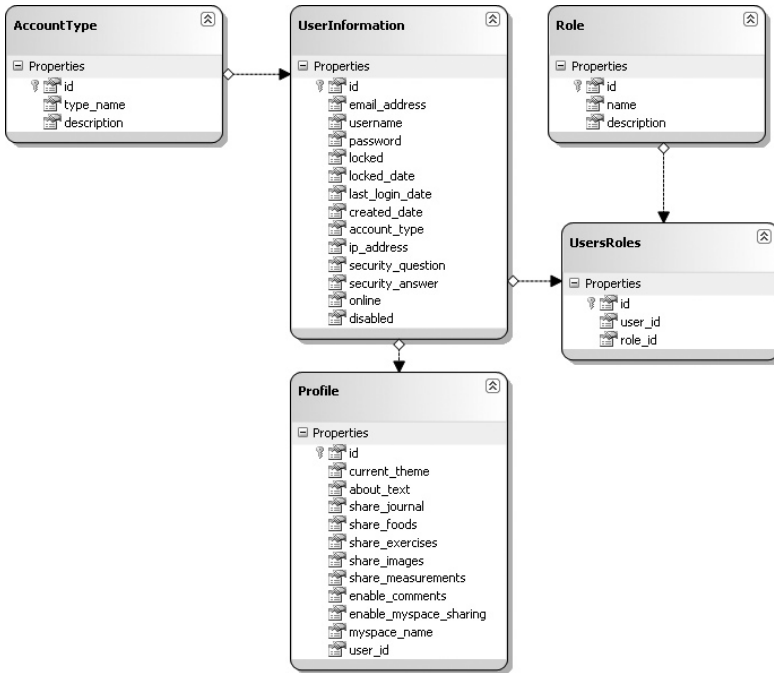 AccountType
Properties
id
type_name
description
UserInformation
Properties
id
email_address
username
password
locked
locked_date
last_login_date
created_date
account_type
ip_address
security_question
security_answer
online
disabled
Role
Properties
id
name
description
UsersRoles
Properties
id
user_id
role_id
Profile
Properties
id
current_theme
about_text
share_journal
share_foods
share_exercises
share_images
share_measurements
enable_comments
enable_myspace_sharing
myspace_name
user_id